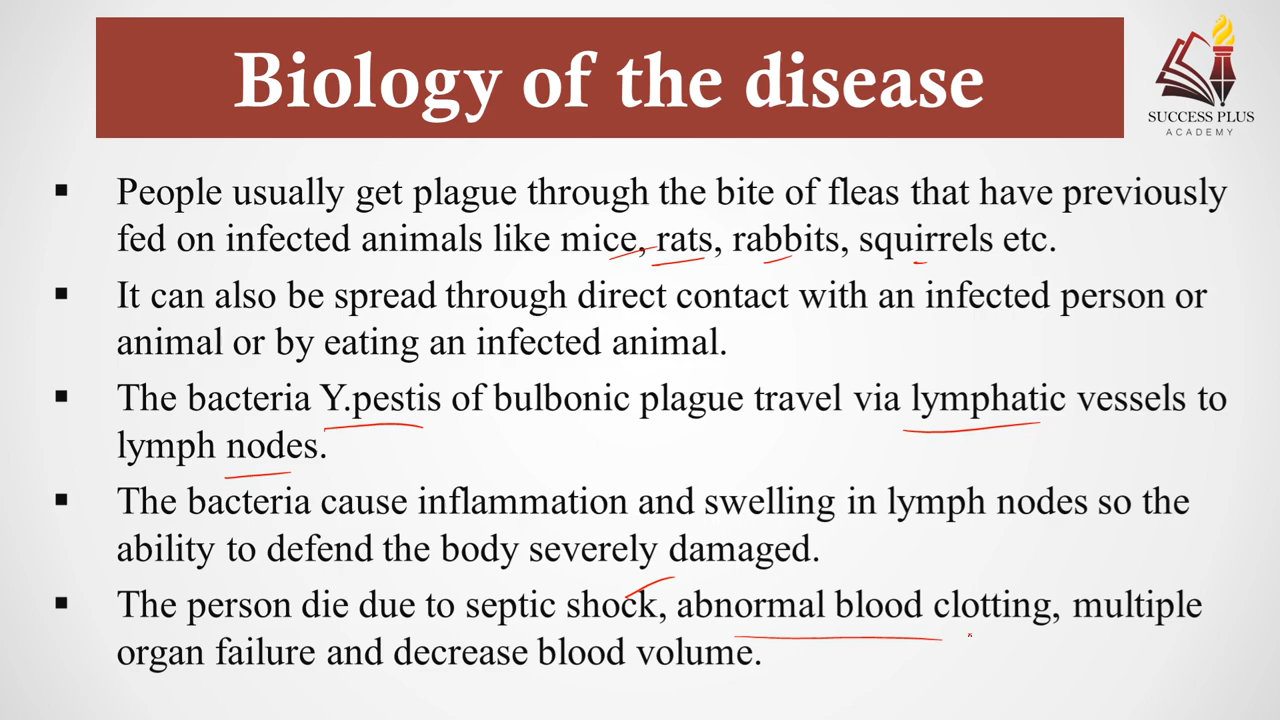 Biology of the disease
SUCCESS PLUS
ACADEMY
▪ People usually get plague through the bite of fleas that have previously
fed on infected animals like mice, rats, rabbits, squirrels etc.
▪ It can also be spread through direct contact with an infected person or
animal or by eating an infected animal.
▪ The bacteria Y.pestis of bulbonic plague travel via lymphatic vessels to
lymph nodes.
▪ The bacteria cause inflammation and swelling in lymph nodes so the
ability to defend the body severely damaged.
▪ The person die due to septic shock, abnormal blood clotting, multiple
organ failure and decrease blood volume.